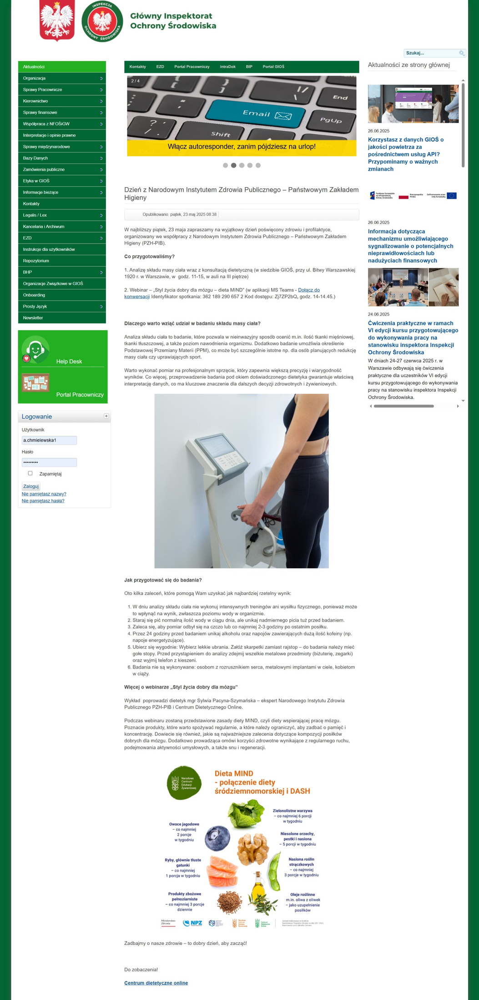 INSPEKCJA
OCHRONY ŚRODOWISKA
Główny Inspektorat
Ochrony Środowiska
Szukaj...
Aktualności
Organizacja
Sprawy Pracownicze
Kierownictwo
Sprawy finansowe
Współpraca z NFOŚiGW
Interpretacje i opinie prawne
Sprawy międzynarodowe
Bazy Danych
Zamówienia publiczne
Etyka w GIOŚ
Informacje bieżące
Kontakty
Legalis / Lex
Kancelaria i Archiwum
EZD
Instrukcje dla użytkowników
Repozytorium
BHP
Organizacje Związkowe w GIOŚ
Onboarding
Prosty Język
Newsletter
Help Desk
Portal Pracowniczy
Logowanie
Użytkownik
a.chmielewska1
Hasło
•••••••••
Zapamiętaj
Zaloguj
Nie pamiętasz nazwy?
Nie pamiętasz hasła?
Kontakty EZD Portal Pracowniczy intraDok BIP Portal GIOŚ
2 / 4
End
Email
PgUp
Shift
Włącz autoresponder, zanim pójdziesz na urlop!
Dzień z Narodowym Instytutem Zdrowia Publicznego – Państwowym Zakładem
Higieny
Opublikowano: piątek, 23 maj 2025 08:38
W najbliższy piątek, 23 maja zapraszamy na wyjątkowy dzień poświęcony zdrowiu i profilaktyce,
organizowany we współpracy z Narodowym Instytutem Zdrowia Publicznego – Państwowym Zakładem
Higieny (PZH-PIB).
Co przygotowaliśmy?
1. Analizę składu masy ciała wraz z konsultacją dietetyczną (w siedzibie GIOŚ, przy ul. Bitwy Warszawskiej
1920 r. w Warszawie, w godz. 11-15, w auli na III piętrze)
2. Webinar – „Styl życia dobry dla mózgu – dieta MIND" (w aplikacji MS Teams - Dołącz do
konwersacji Identyfikator spotkania: 362 189 290 657 2 Kod dostępu: Zj7ZP2bQ, godz. 14-14.45.)
Dlaczego warto wziąć udział w badaniu składu masy ciała?
Analiza składu ciała to badanie, które pozwala w nieinwazyjny sposób ocenić m.in. ilość tkanki mięśniowej,
tkanki tłuszczowej, a także poziom nawodnienia organizmu. Dodatkowo badanie umożliwia określenie
Podstawowej Przemiany Materii (PPM), co może być szczególnie istotne np. dla osób planujących redukcję
masy ciała czy uprawiających sport.
Warto wykonać pomiar na profesjonalnym sprzęcie, który zapewnia większą precyzję i wiarygodność
wyników. Co więcej, przeprowadzenie badania pod okiem doświadczonego dietetyka gwarantuje właściwą
interpretację danych, co ma kluczowe znaczenie dla dalszych decyzji zdrowotnych i żywieniowych.
Jak przygotować się do badania?
Oto kilka zaleceń, które pomogą Wam uzyskać jak najbardziej rzetelny wynik:
1. W dniu analizy składu ciała nie wykonuj intensywnych treningów ani wysiłku fizycznego, ponieważ może
to wpłynąć na wynik, zwłaszcza poziomu wody w organizmie.
2. Staraj się pić normalną ilość wody w ciągu dnia, ale unikaj nadmiernego picia tuż przed badaniem.
3. Zaleca się, aby pomiar odbył się na czczo lub co najmniej 2-3 godziny po ostatnim posiłku.
4. Przez 24 godziny przed badaniem unikaj alkoholu oraz napojów zawierających dużą ilość kofeiny (np.
napoje energetyzujące).
5. Ubierz się wygodnie: Wybierz lekkie ubrania. Załóż skarpetki zamiast rajstop – do badania należy mieć
gołe stopy. Przed przystąpieniem do analizy zdejmij wszelkie metalowe przedmioty (biżuterię, zegarki)
oraz wyjmij telefon z kieszeni.
6. Badania nie są wykonywane: osobom z rozrusznikiem serca, metalowymi implantami w ciele, kobietom
w ciąży.
Więcej o webinarze „Styl życia dobry dla mózgu”
Wykład poprowadzi dietetyk mgr Sylwia Pacyna-Szymańska – ekspert Narodowego Instytutu Zdrowia
Publicznego PZH-PIB i Centrum Dietetycznego Online.
Podczas webinaru zostaną przedstawione zasady diety MIND, czyli diety wspierającej pracę mózgu.
Poznacie produkty, które warto spożywać regularnie, a które należy ograniczyć, aby zadbać o pamięć i
koncentrację. Dowiecie się również, jakie są najważniejsze zalecenia dotyczące kompozycji posiłków
dobrych dla mózgu. Dodatkowo prowadząca omówi korzyści zdrowotne wynikające z regularnego ruchu,
podejmowania aktywności umysłowych, a także snu i regeneracji.
Narodowe
Centrum
Edukacji
Żywieniowej
Dieta MIND
- połączenie diety
śródziemnomorskiej i DASH
Zielonolistne warzywa
– co najmniej 6 porcji
w tygodniu
Owoce jagodowe
– co najmniej
2 porcje
w tygodniu
Niesolone orzechy,
pestki i nasiona
– 5 porcji w tygodniu
Ryby, głównie tłuste
gatunki
– co najmniej
1 porcja w tygodniu
Nasiona roślin
strączkowych
– co najmniej
3 porcje w tygodniu
Produkty zbożowe
pełnoziarniste
– co najmniej 3 porcje
dziennie
Oleje roślinne
m.in. oliwa z oliwek
– jako uzupełnienie
posiłków
Ministerstwo
Zdrowia
NPZ
Zadbajmy o nasze zdrowie – to dobry dzień, aby zacząć!
Do zobaczenia!
Centrum dietetyczne online
Aktualności ze strony głównej
26.06.2025
Korzystasz z danych GIOŚ o
jakości powietrza za
pośrednictwem usług API?
Przypominamy o ważnych
zmianach
Fundusze Europejskie
na Infrastrukturę,
Klimat, Środowisko
Rzeczpospolita
Polska
Dofinansowane przez
Unię Europejską
26.06.2025
Informacja dotycząca
mechanizmu umożliwiającego
sygnalizowanie o potencjalnych
nieprawidłowościach lub
nadużyciach finansowych
24.06.2025
Ćwiczenia praktyczne w ramach
VI edycji kursu przygotowującego
do wykonywania pracy na
stanowisku inspektora Inspekcji
Ochrony Środowiska
W dniach 24-27 czerwca 2025 r. w
Warszawie odbywają się ćwiczenia
praktyczne dla uczestników VI edycji
kursu przygotowującego do wykonywania
pracy na stanowisku inspektora Inspekcji
Ochrony Środowiska.